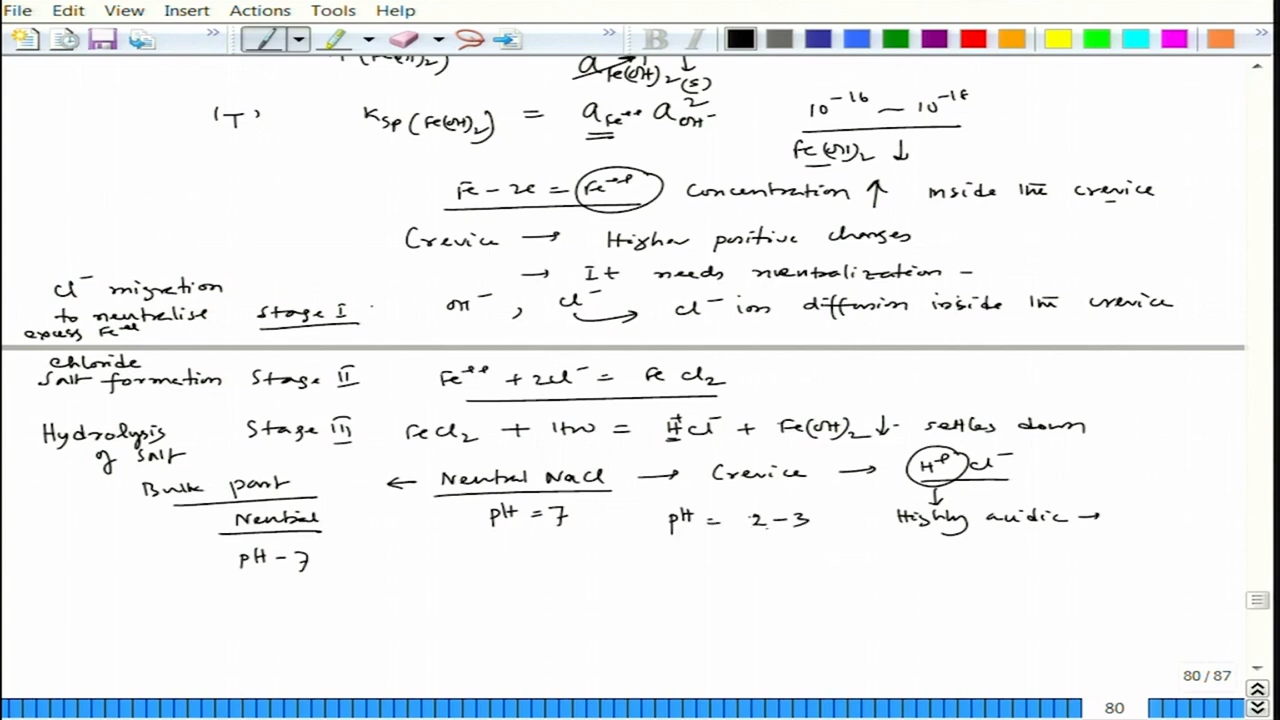 File Edit View Insert Actions Tools Help
B I
(Fe(OH)2) a Fe(OH)2 ↓ (s)
'T' Ksp (Fe(OH)2) = aFe++ a²OH- 10^-16 ~ 10^-18
Fe(OH)2 ↓
Fe - 2e = Fe++ Concentration ↑ inside the crevice
Crevice → Higher positive charges
→ It needs neutralization -
Cl- migration to neutralise excess Fe++ Stage I OH-, Cl- → Cl- ion diffusion inside the crevice
chloride salt formation Stage II Fe++ + 2Cl- = FeCl2
Hydrolysis of salt Stage III FeCl2 + HOH = H+Cl- + Fe(OH)2 ↓ settles down
Bulk part ← Neutral NaCl → Crevice → H+ Cl-
Neutral pH = 7 pH = 2-3 Highly acidic →
pH - 7
80 / 87
80